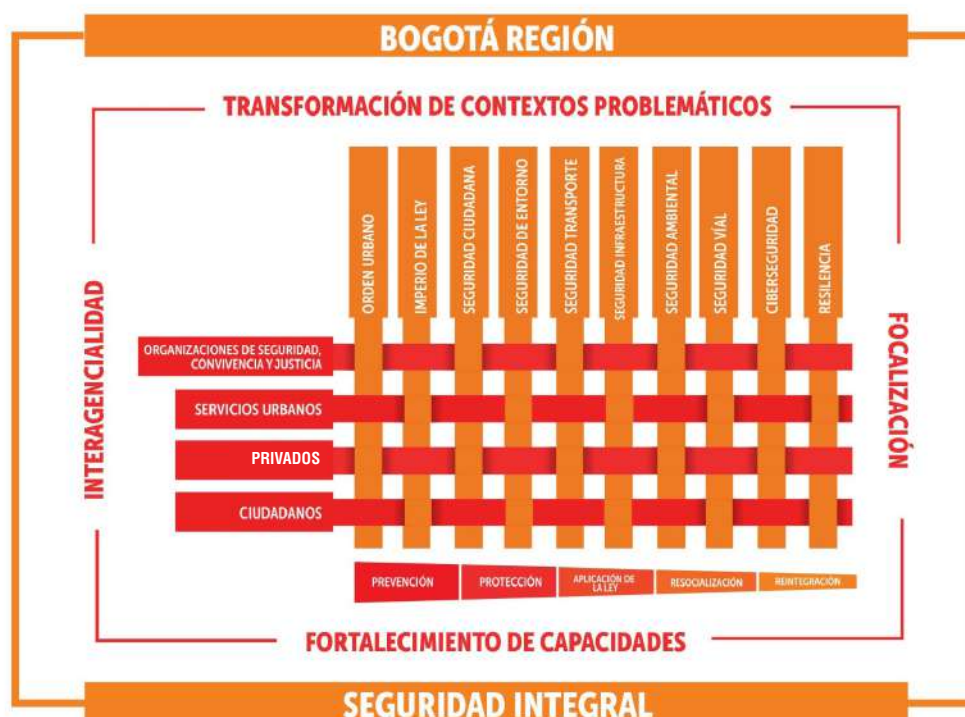 BOGOTÁ REGIÓN
TRANSFORMACIÓN DE CONTEXTOS PROBLEMÁTICOS
INTERAGENCIALIDAD
FOCALIZACIÓN
ORDEN URBANO
IMPERIO DE LA LEY
SEGURIDAD CIUDADANA
SEGURIDAD DE ENTORNO
SEGURIDAD TRANSPORTE
SEGURIDAD INFRAESTRUCTURA
SEGURIDAD AMBIENTAL
SEGURIDAD VÍAL
CIBERSEGURIDAD
RESILENCIA
ORGANIZACIONES DE SEGURIDAD,
CONVIVENCIA Y JUSTICIA
SERVICIOS URBANOS
PRIVADOS
CIUDADANOS
PREVENCIÓN
PROTECCIÓN
APLICACIÓN DE
LA LEY
RESOCIALIZACIÓN
REINTEGRACIÓN
FORTALECIMIENTO DE CAPACIDADES
SEGURIDAD INTEGRAL